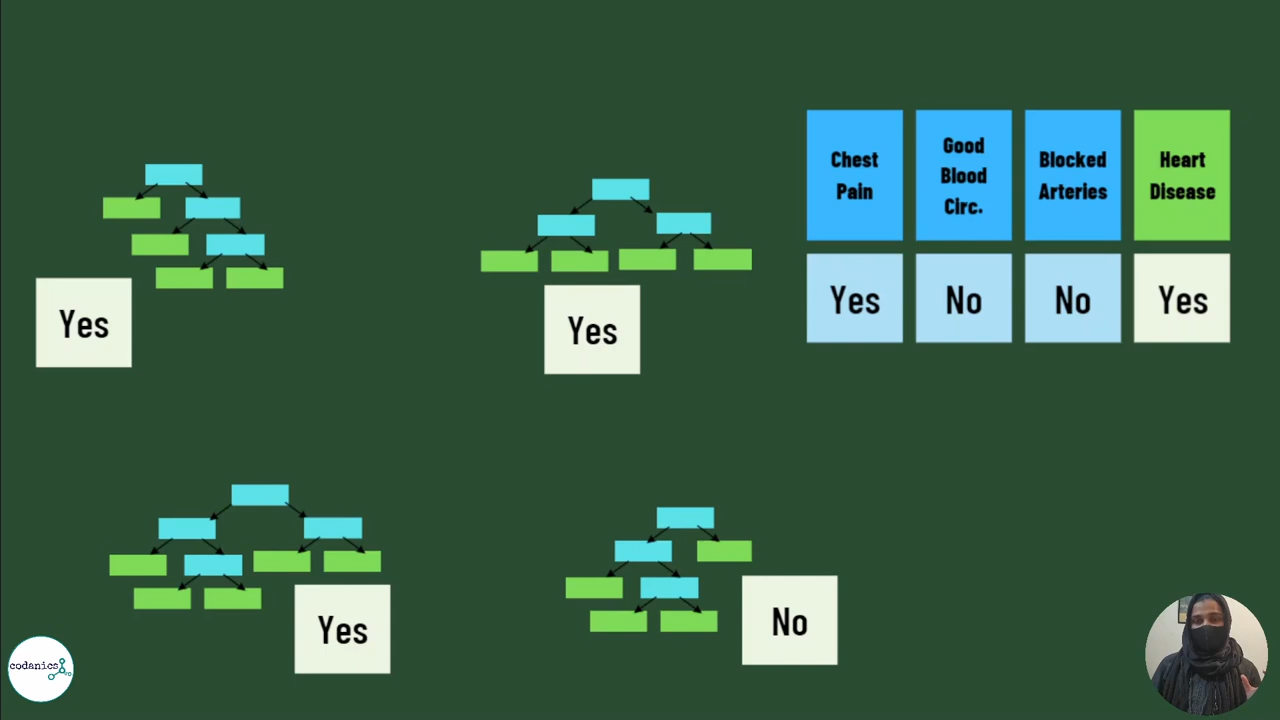 Chest
Pain
Good
Blood
Circ.
Blocked
Arteries
Heart
Disease
Yes
No
No
Yes
Yes
Yes
Yes
No
codanics